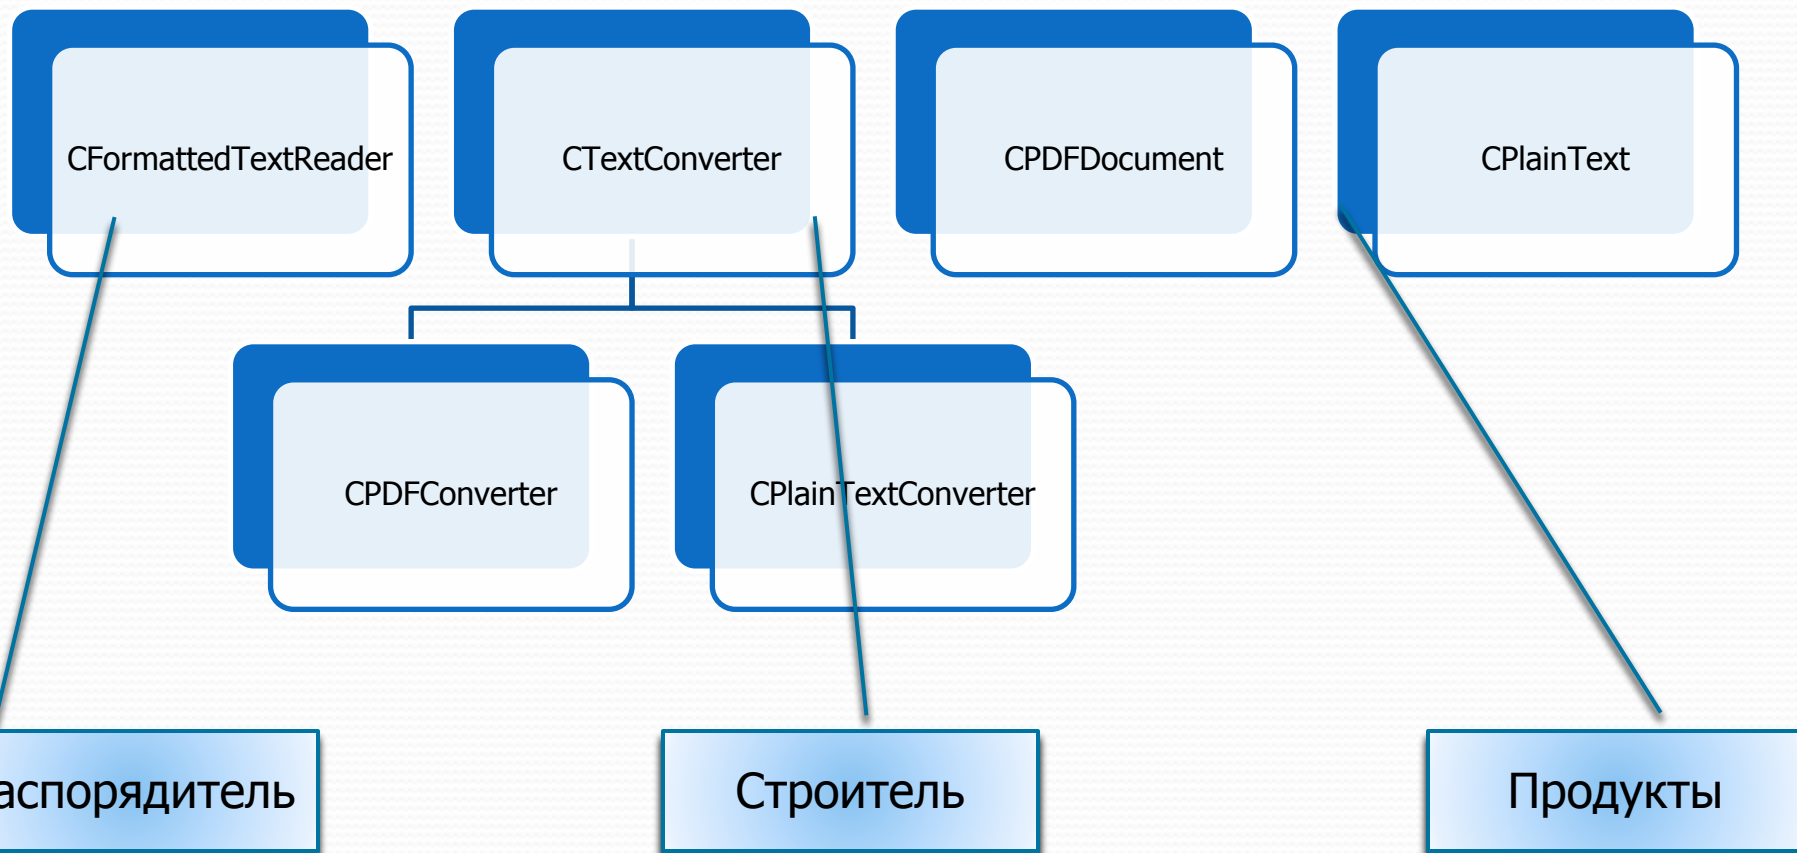 CFormattedTextReader
CTextConverter
CPDFDocument
CPlainText
CPDFConverter
CPlainTextConverter
аспорядитель
Строитель
Продукты